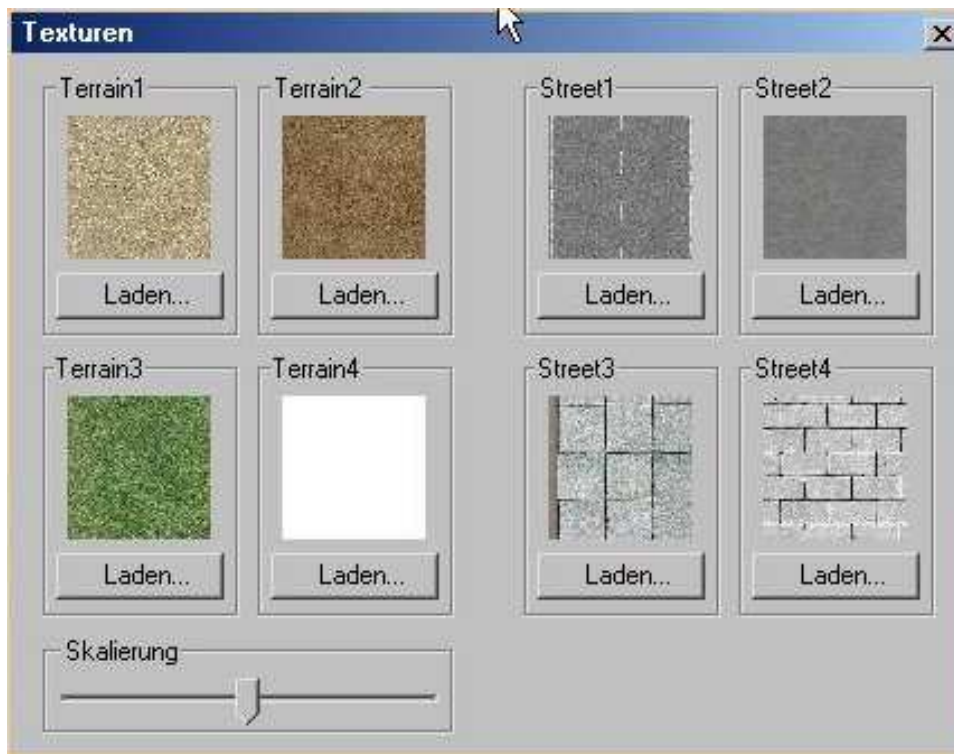 Texturen
Terrain1 Terrain2 Street1 Street2
Laden... Laden... Laden... Laden...
Terrain3 Terrain4 Street3 Street4
Laden... Laden... Laden... Laden...
Skalierung